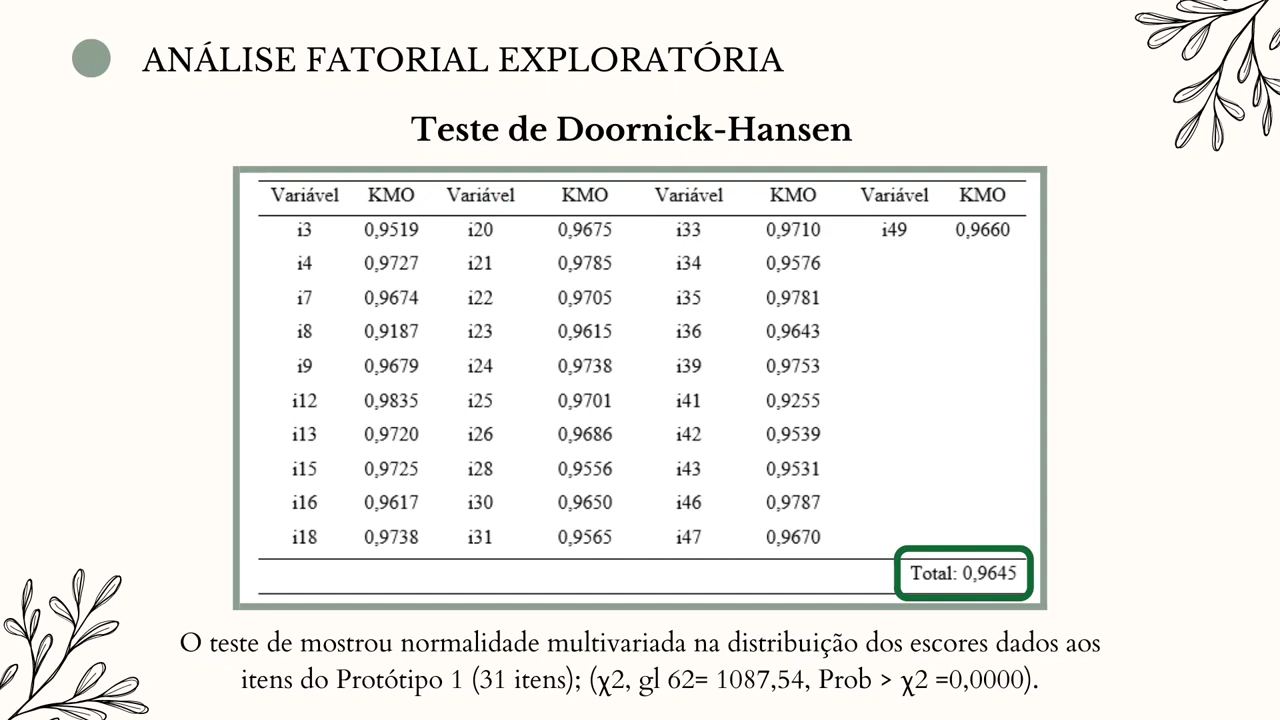 ANÁLISE FATORIAL EXPLORATÓRIA
Teste de Doornick-Hansen
Variável KMO Variável KMO Variável KMO Variável KMO
i3 0,9519 i20 0,9675 i33 0,9710 i49 0,9660
i4 0,9727 i21 0,9785 i34 0,9576
i7 0,9674 i22 0,9705 i35 0,9781
i8 0,9187 i23 0,9615 i36 0,9643
i9 0,9679 i24 0,9738 i39 0,9753
i12 0,9835 i25 0,9701 i41 0,9255
i13 0,9720 i26 0,9686 i42 0,9539
i15 0,9725 i28 0,9556 i43 0,9531
i16 0,9617 i30 0,9650 i46 0,9787
i18 0,9738 i31 0,9565 i47 0,9670
Total: 0,9645
O teste de mostrou normalidade multivariada na distribuição dos escores dados aos
itens do Protótipo 1 (31 itens); (χ2, gl 62= 1087,54, Prob > χ2 =0,0000).